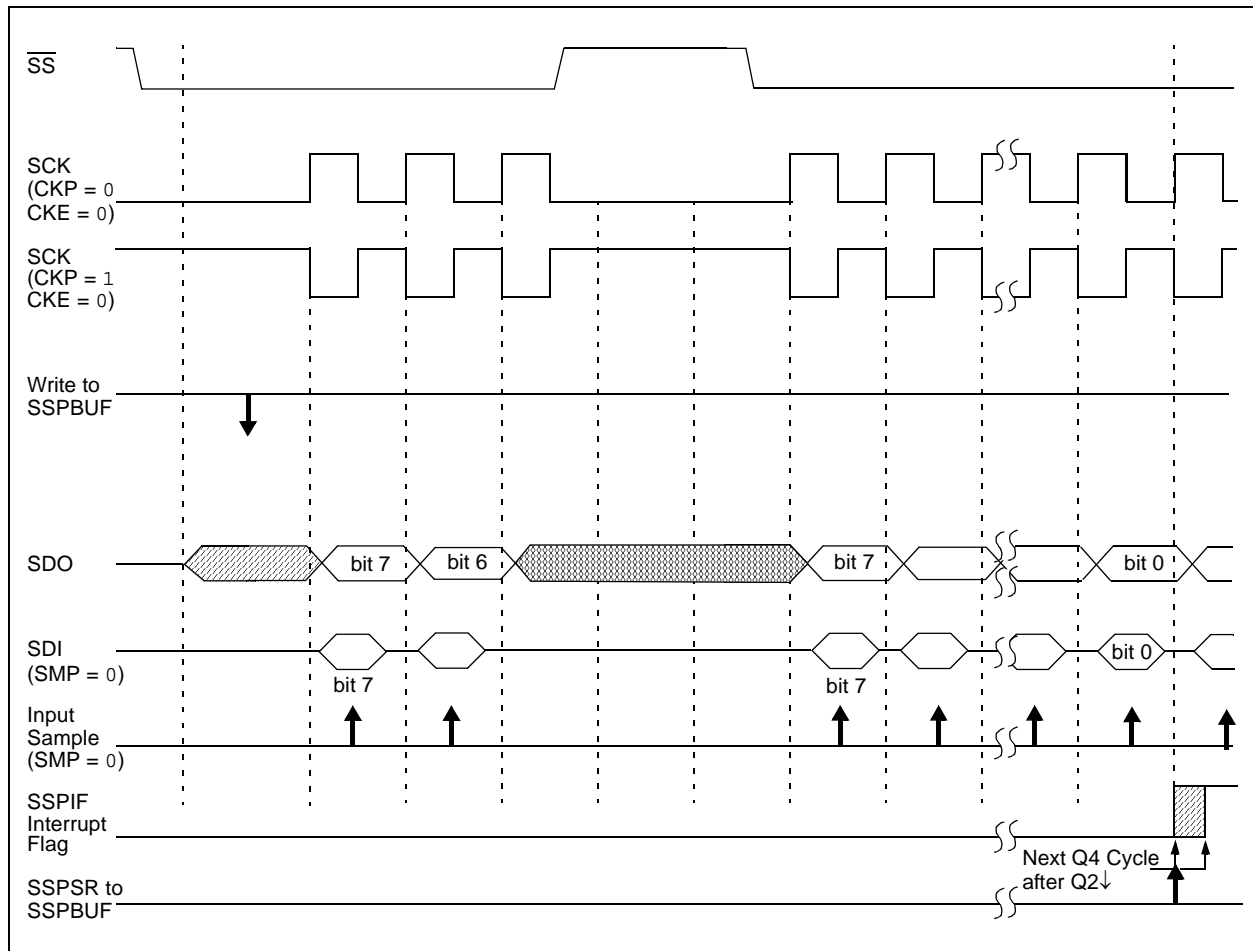 SS
SCK
(CKP = 0
CKE = 0)
SCK
(CKP = 1
CKE = 0)
Write to
SSPBUF
SDO
bit 7
bit 6
bit 7
bit 0
SDI
(SMP = 0)
bit 7
bit 7
bit 0
Input
Sample
(SMP = 0)
SSPIF
Interrupt
Flag
Next Q4 Cycle
after Q2↓
SSPSR to
SSPBUF